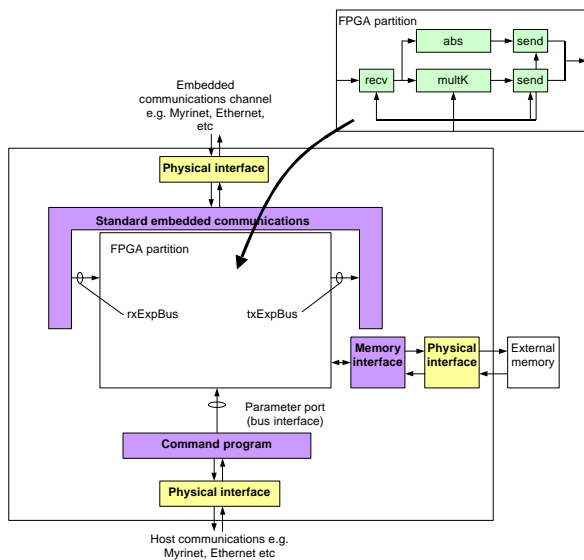 FPGA partition
abs
send
recv
multK
send
Embedded
communications channel
e.g. Myrinet, Ethernet,
etc
Physical interface
Standard embedded communications
FPGA partition
rxExpBus
txExpBus
Memory
interface
Physical
interface
External
memory
Parameter port
(bus interface)
Command program
Physical interface
Host communications e.g.
Myrinet, Ethernet etc